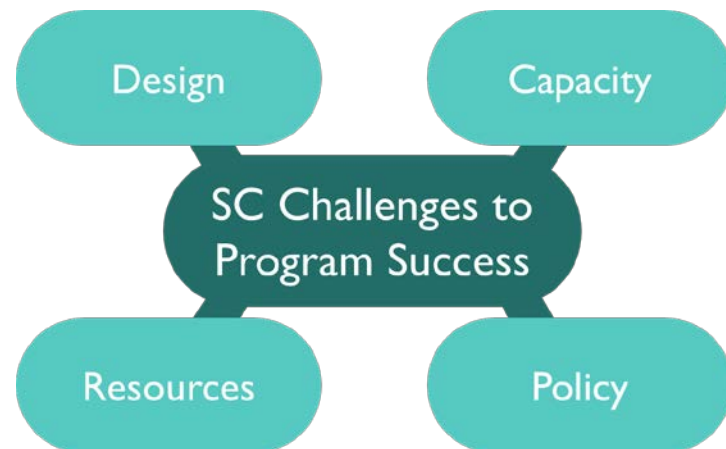 Design
Capacity
SC Challenges to
Program Success
Resources
Policy